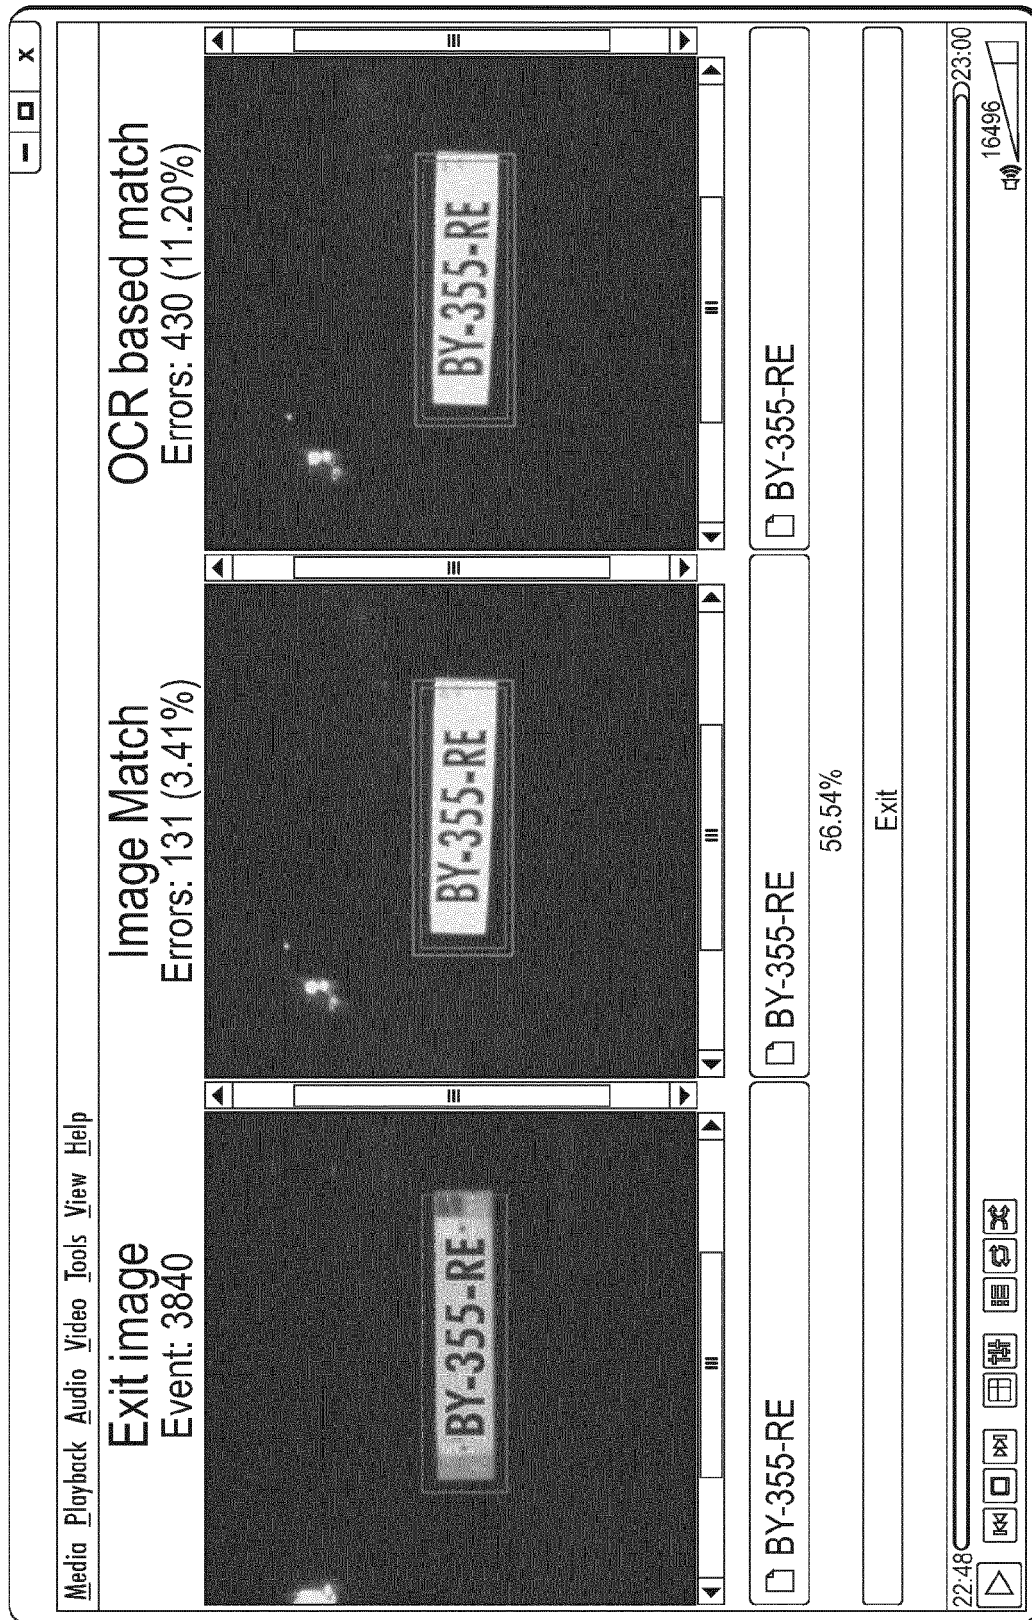 Media Playback Audio Video Tools View Help
Exit image
Event: 3840
Image Match
Errors: 131 (3.41%)
OCR based match
Errors: 430 (11.20%)
BY-355-RE
BY-355-RE
BY-355-RE
BY-355-RE
BY-355-RE
BY-355-RE
56.54%
Exit
22:48
23:00
16496